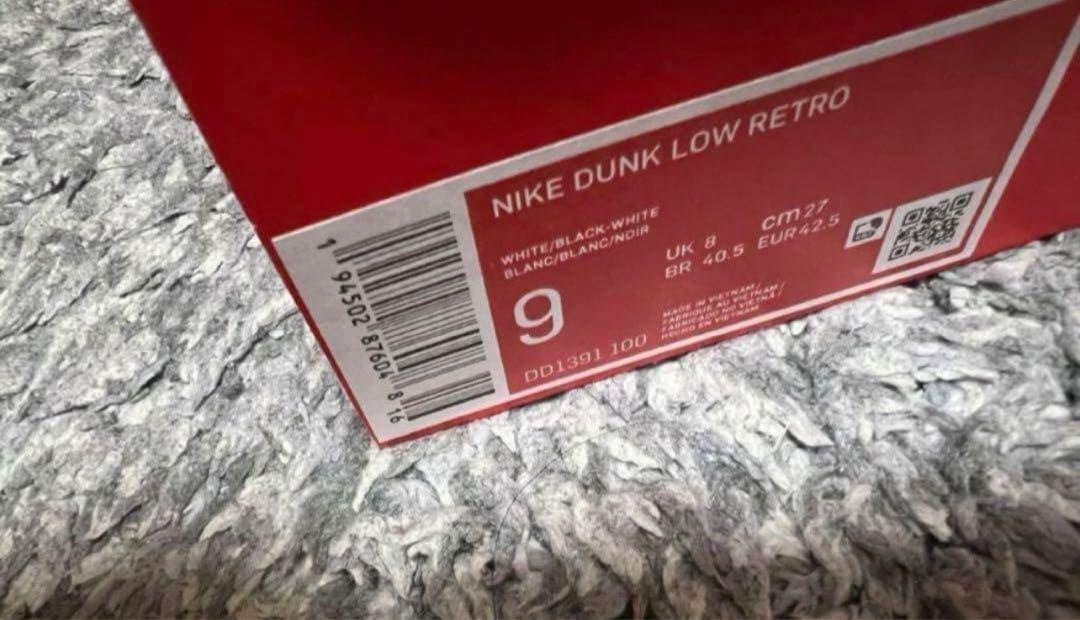 NIKE DUNK LOW RETRO
WHITE/BLACK-WHITE
BLANC/BLANC/NOIR
9
UK 8
BR 40.5
cm 27
EUR 42.5
MADE IN VIETNAM/
FABRIQUE AU VIETNAM/
FABRICADO NO VIETNÃ/
HECHO EN VIETNAM
DD1391 100
1 94502 87604 8 16